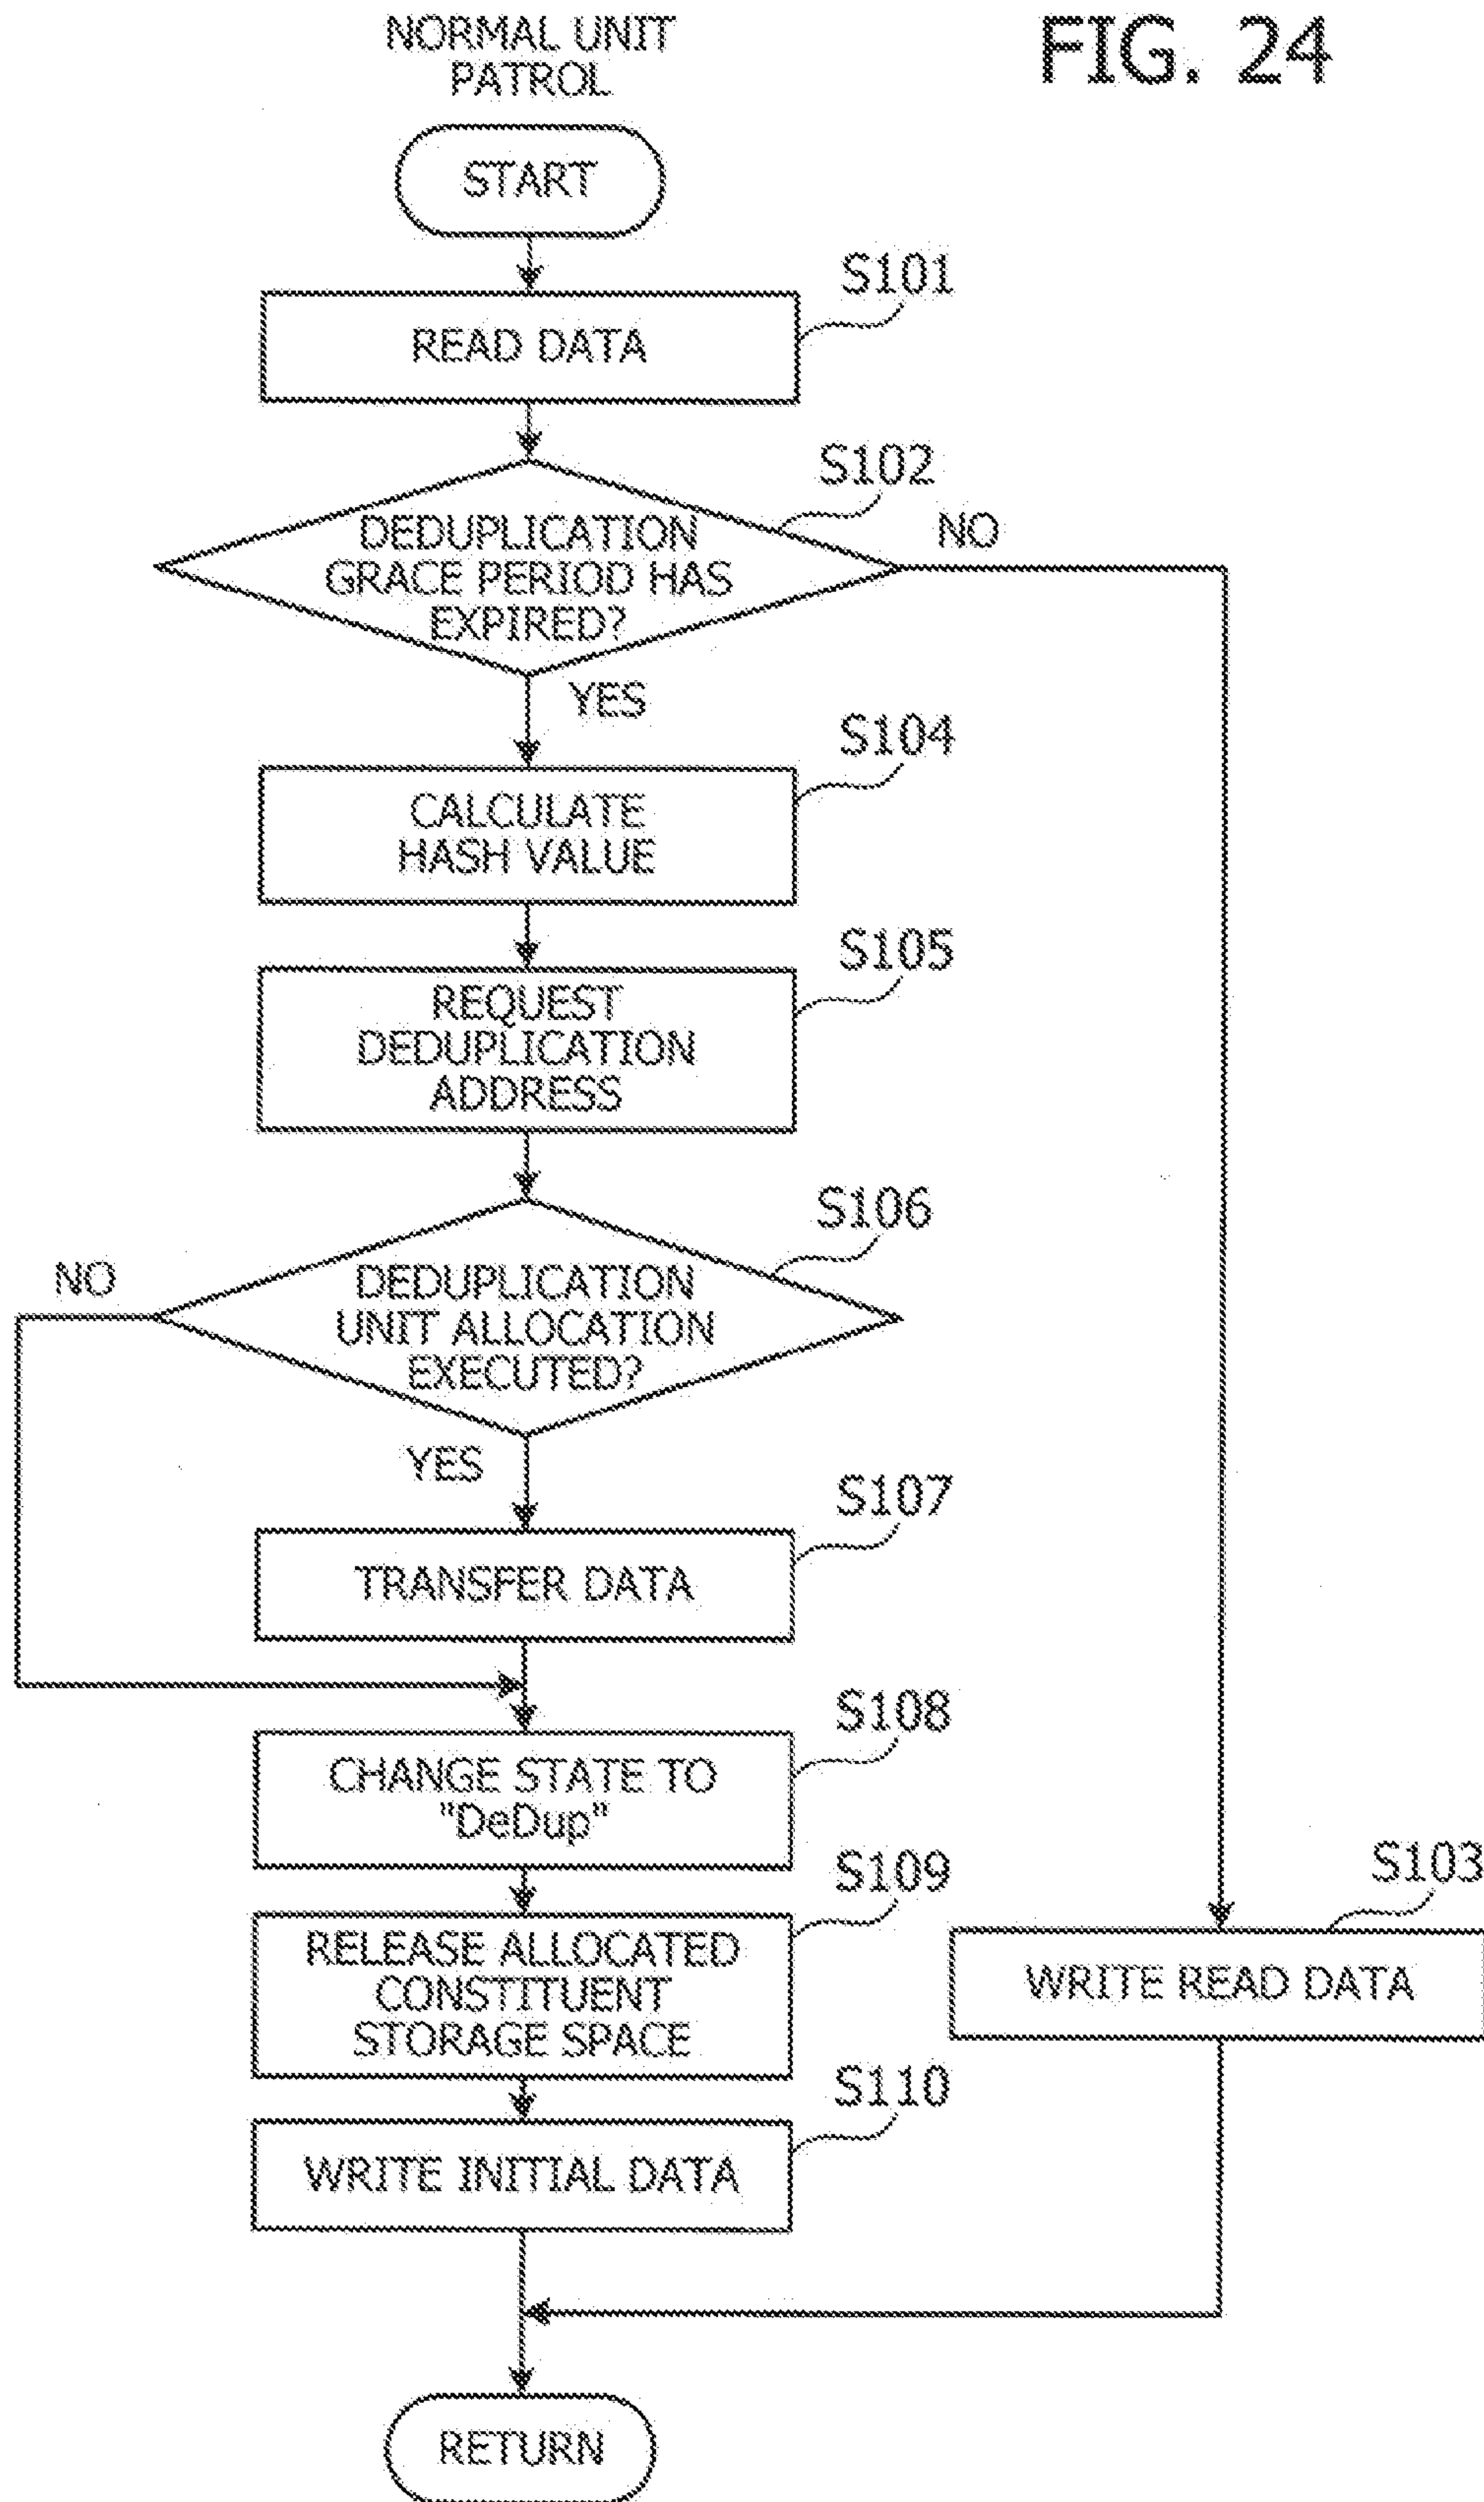 NORMAL UNIT
PATROL
FIG. 24
START
S101
READ DATA
S102
DEDUPLICATION
GRACE PERIOD HAS
EXPIRED?
NO
YES
S104
CALCULATE
HASH VALUE
S105
REQUEST
DEDUPLICATION
ADDRESS
S106
NO
DEDUPLICATION
UNIT ALLOCATION
EXECUTED?
YES
S107
TRANSFER DATA
S108
CHANGE STATE TO
"DeDup"
S109
RELEASE ALLOCATED
CONSTITUENT
STORAGE SPACE
S103
WRITE READ DATA
S110
WRITE INITIAL DATA
RETURN